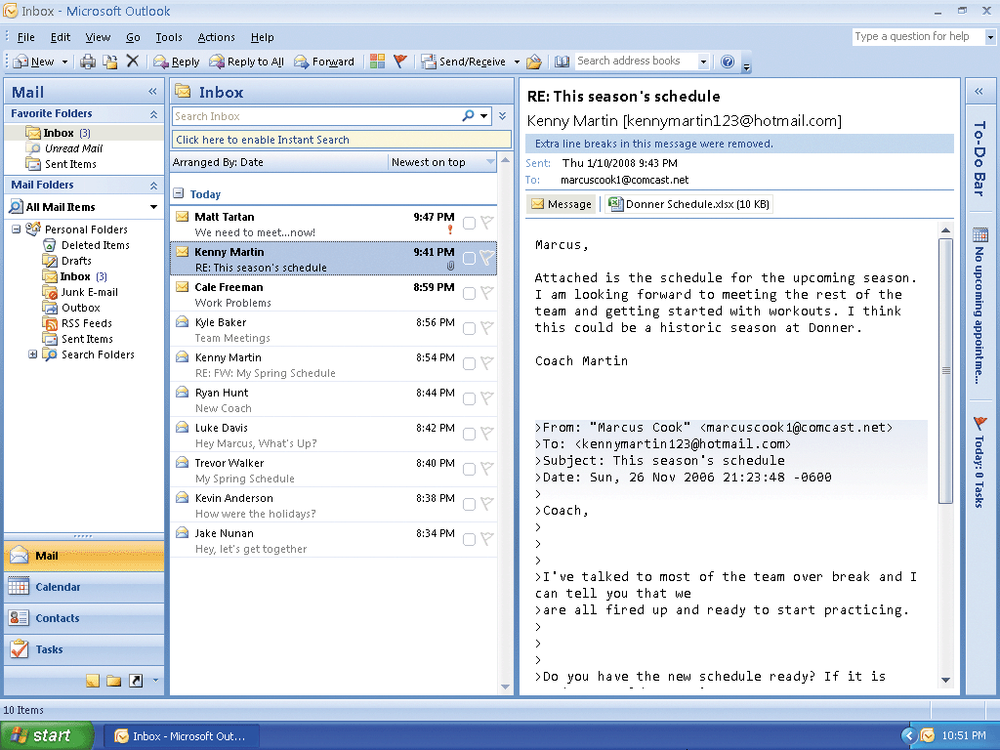 Inbox - Microsoft Outlook
File Edit View Go Tools Actions Help
Type a question for help
New Reply Reply to All Forward Send/Receive Search address books
Mail
Favorite Folders
Inbox (3)
Unread Mail
Sent Items
Mail Folders
All Mail Items
Personal Folders
Deleted Items
Drafts
Inbox (3)
Junk E-mail
Outbox
RSS Feeds
Sent Items
Search Folders
Mail
Calendar
Contacts
Tasks
Inbox
Search Inbox
Click here to enable Instant Search
Arranged By: Date Newest on top
Today
Matt Tartan 9:47 PM
We need to meet...now!
Kenny Martin 9:41 PM
RE: This season's schedule
Cale Freeman 8:59 PM
Work Problems
Kyle Baker 8:56 PM
Team Meetings
Kenny Martin 8:54 PM
RE: FW: My Spring Schedule
Ryan Hunt 8:44 PM
New Coach
Luke Davis 8:42 PM
Hey Marcus, What's Up?
Trevor Walker 8:40 PM
My Spring Schedule
Kevin Anderson 8:38 PM
How were the holidays?
Jake Nunan 8:34 PM
Hey, let's get together
RE: This season's schedule
Kenny Martin [kennymartin123@hotmail.com]
Extra line breaks in this message were removed.
Sent: Thu 1/10/2008 9:43 PM
To: marcuscook1@comcast.net
Message Donner Schedule.xlsx (10 KB)
Marcus,
Attached is the schedule for the upcoming season.
I am looking forward to meeting the rest of the
team and getting started with workouts. I think
this could be a historic season at Donner.
Coach Martin
>From: "Marcus Cook" <marcuscook1@comcast.net>
>To: <kennymartin123@hotmail.com>
>Subject: This season's schedule
>Date: Sun, 26 Nov 2006 21:23:48 -0600
>
>Coach,
>
>
>
>I've talked to most of the team over break and I
can tell you that we
>are all fired up and ready to start practicing.
>
>
>
>Do you have the new schedule ready? If it is
To-Do Bar
No upcoming appointme...
Today: 0 Tasks
10 Items
start
Inbox - Microsoft Out...
10:51 PM